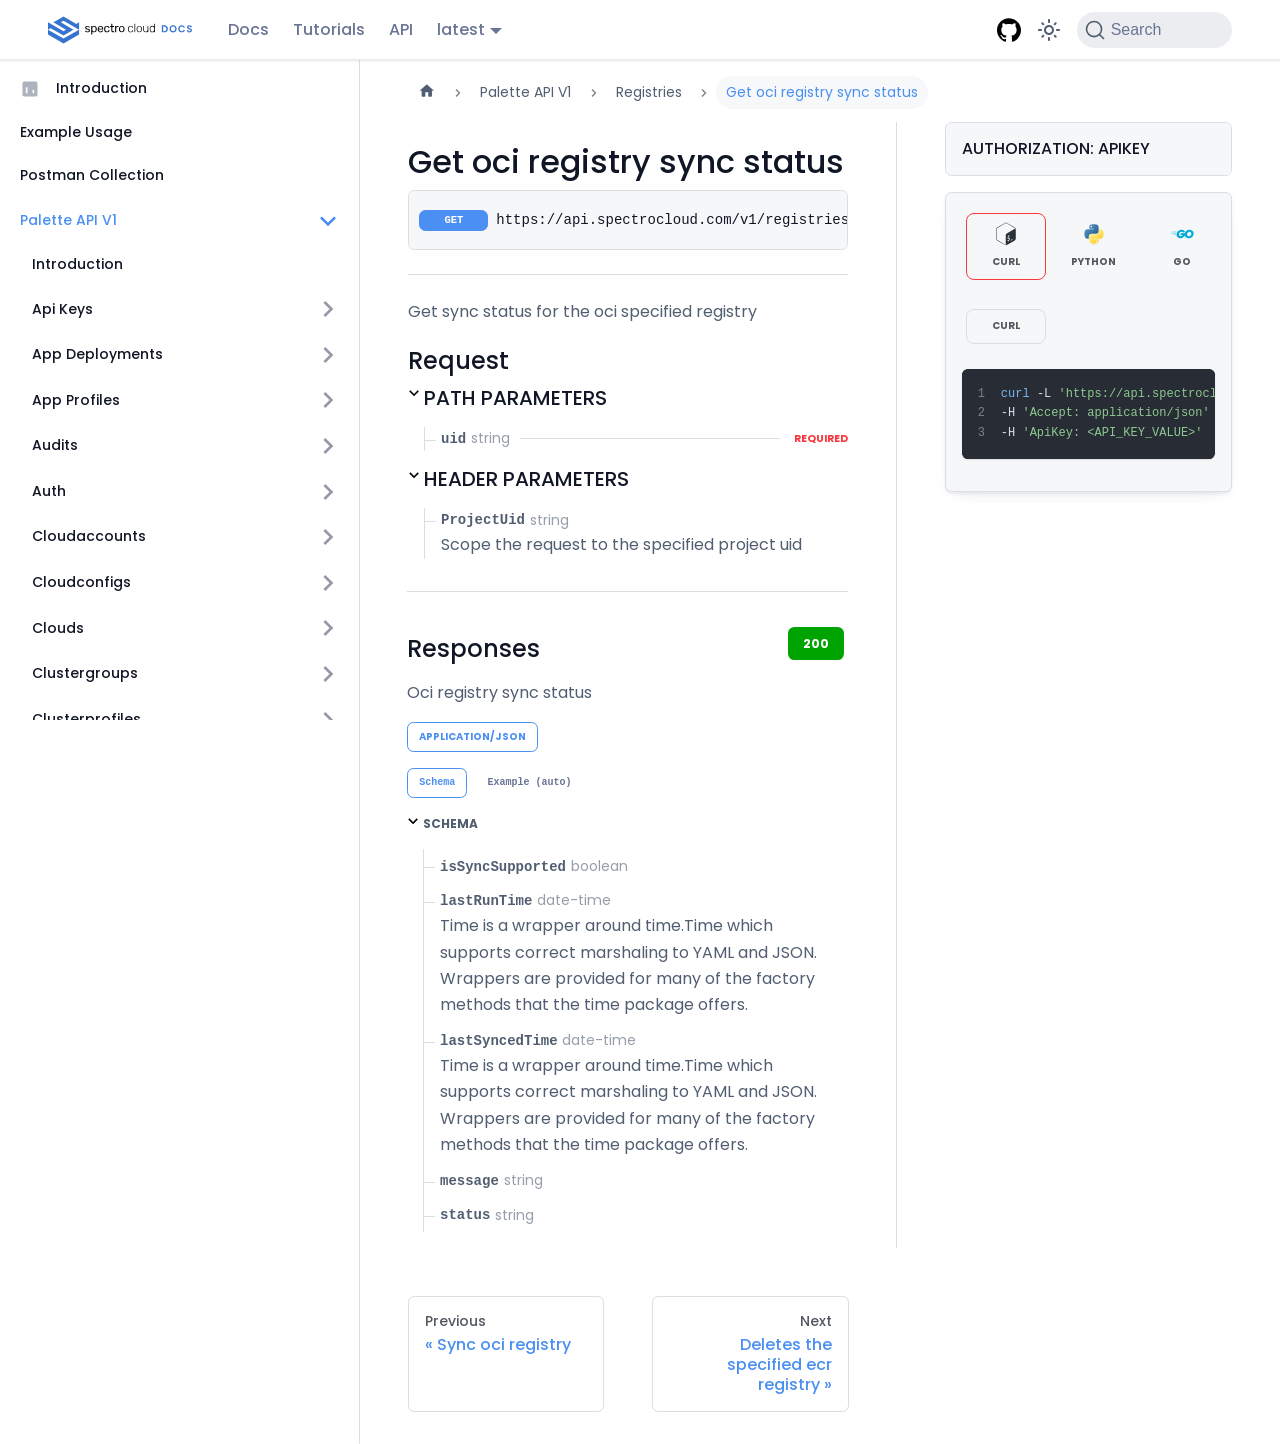 spectro cloud DOCS
Docs
Tutorials
API
latest
Search
Introduction
Example Usage
Postman Collection
Palette API V1
Introduction
Api Keys
App Deployments
App Profiles
Audits
Auth
Cloudaccounts
Cloudconfigs
Clouds
Clustergroups
Clusterprofiles
Palette API V1
Registries
Get oci registry sync status
Get oci registry sync status
GET https://api.spectrocloud.com/v1/registries
Get sync status for the oci specified registry
Request
PATH PARAMETERS
uid string REQUIRED
HEADER PARAMETERS
ProjectUid string
Scope the request to the specified project uid
Responses
200
Oci registry sync status
APPLICATION/JSON
Schema
Example (auto)
SCHEMA
isSyncSupported boolean
lastRunTime date-time
Time is a wrapper around time.Time which
supports correct marshaling to YAML and JSON.
Wrappers are provided for many of the factory
methods that the time package offers.
lastSyncedTime date-time
Time is a wrapper around time.Time which
supports correct marshaling to YAML and JSON.
Wrappers are provided for many of the factory
methods that the time package offers.
message string
status string
Previous
« Sync oci registry
Next
Deletes the
specified ecr
registry »
AUTHORIZATION: APIKEY
CURL
PYTHON
GO
GO
CURL
1 curl -L 'https://api.spectrocl
2 -H 'Accept: application/json'
3 -H 'ApiKey: <API_KEY_VALUE>'